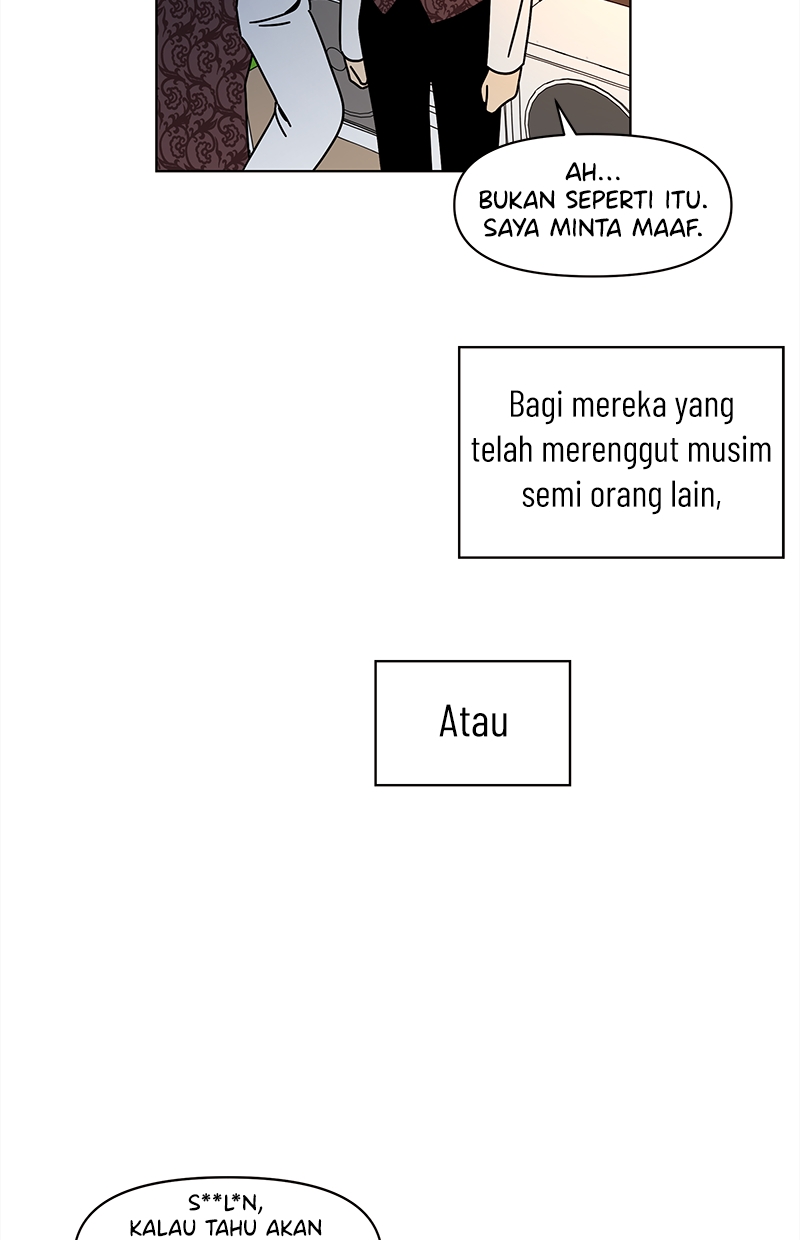 AH...
BUKAN SEPERTI ITU.
SAYA MINTA MAAF.
Bagi mereka yang
telah merenggut musim
semi orang lain,
Atau
S**L*N,
KALAU TAHU AKAN